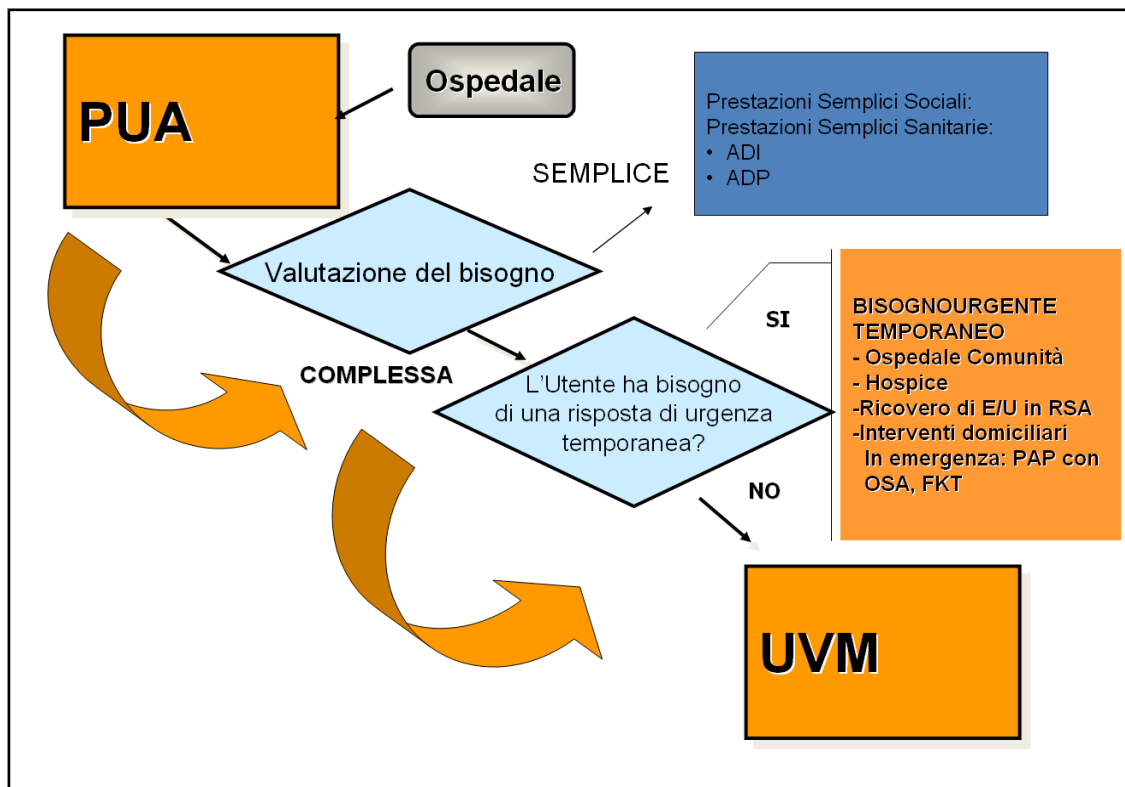 PUA
Ospedale
Prestazioni Semplici Sociali:
Prestazioni Semplici Sanitarie:
• ADI
• ADP
SEMPLICE
Valutazione del bisogno
COMPLESSA
L'Utente ha bisogno
di una risposta di urgenza
temporanea?
SI
BISOGNOURGENTE
TEMPORANEO
- Ospedale Comunità
- Hospice
-Ricovero di E/U in RSA
-Interventi domiciliari
In emergenza: PAP con
OSA, FKT
NO
UVM